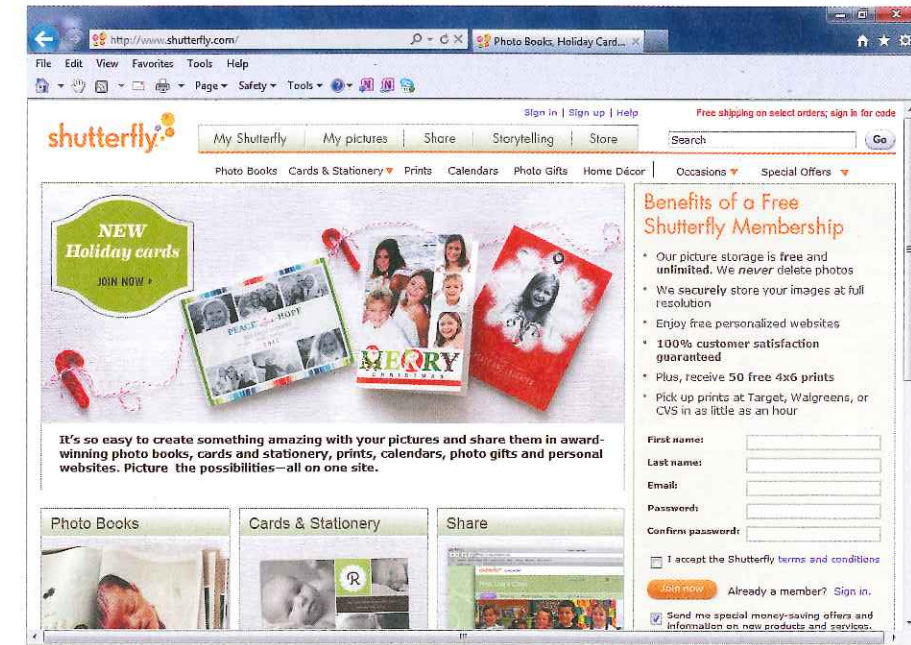 http://www.shutterfly.com/
Photo Books, Holiday Card...
File Edit View Favorites Tools Help
Page Safety Tools
Sign in | Sign up | Help
Free shipping on select orders; sign in for code
shutterfly
My Shutterfly My pictures Share Storytelling Store
Search
Go
Photo Books Cards & Stationery Prints Calendars Photo Gifts Home Décor Occasions Special Offers
NEW
Holiday cards
JOIN NOW
PEACE love HOPE
2011
MERRY
CHRISTMAS
It's so easy to create something amazing with your pictures and share them in award-
winning photo books, cards and stationery, prints, calendars, photo gifts and personal
websites. Picture the possibilities—all on one site.
Photo Books
Cards & Stationery
Share
R
Benefits of a Free
Shutterfly Membership
• Our picture storage is free and
unlimited. We never delete photos
• We securely store your images at full
resolution
• Enjoy free personalized websites
• 100% customer satisfaction
guaranteed
• Plus, receive 50 free 4x6 prints
• Pick up prints at Target, Walgreens, or
CVS in as little as an hour
First name:
Last name:
Email:
Password:
Confirm password:
I accept the Shutterfly terms and conditions
Join now Already a member? Sign in.
Send me special money-saving offers and
information on new products and services.